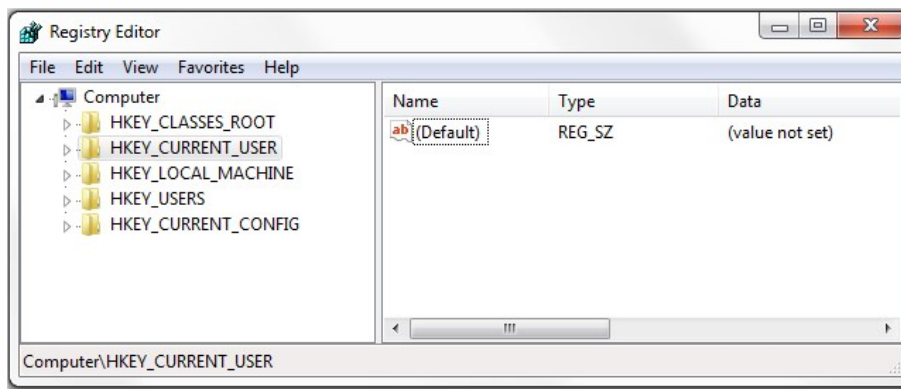 Registry Editor
File Edit View Favorites Help
Computer
HKEY_CLASSES_ROOT
HKEY_CURRENT_USER
HKEY_LOCAL_MACHINE
HKEY_USERS
HKEY_CURRENT_CONFIG
Name Type Data
ab (Default) REG_SZ (value not set)
Computer\HKEY_CURRENT_USER